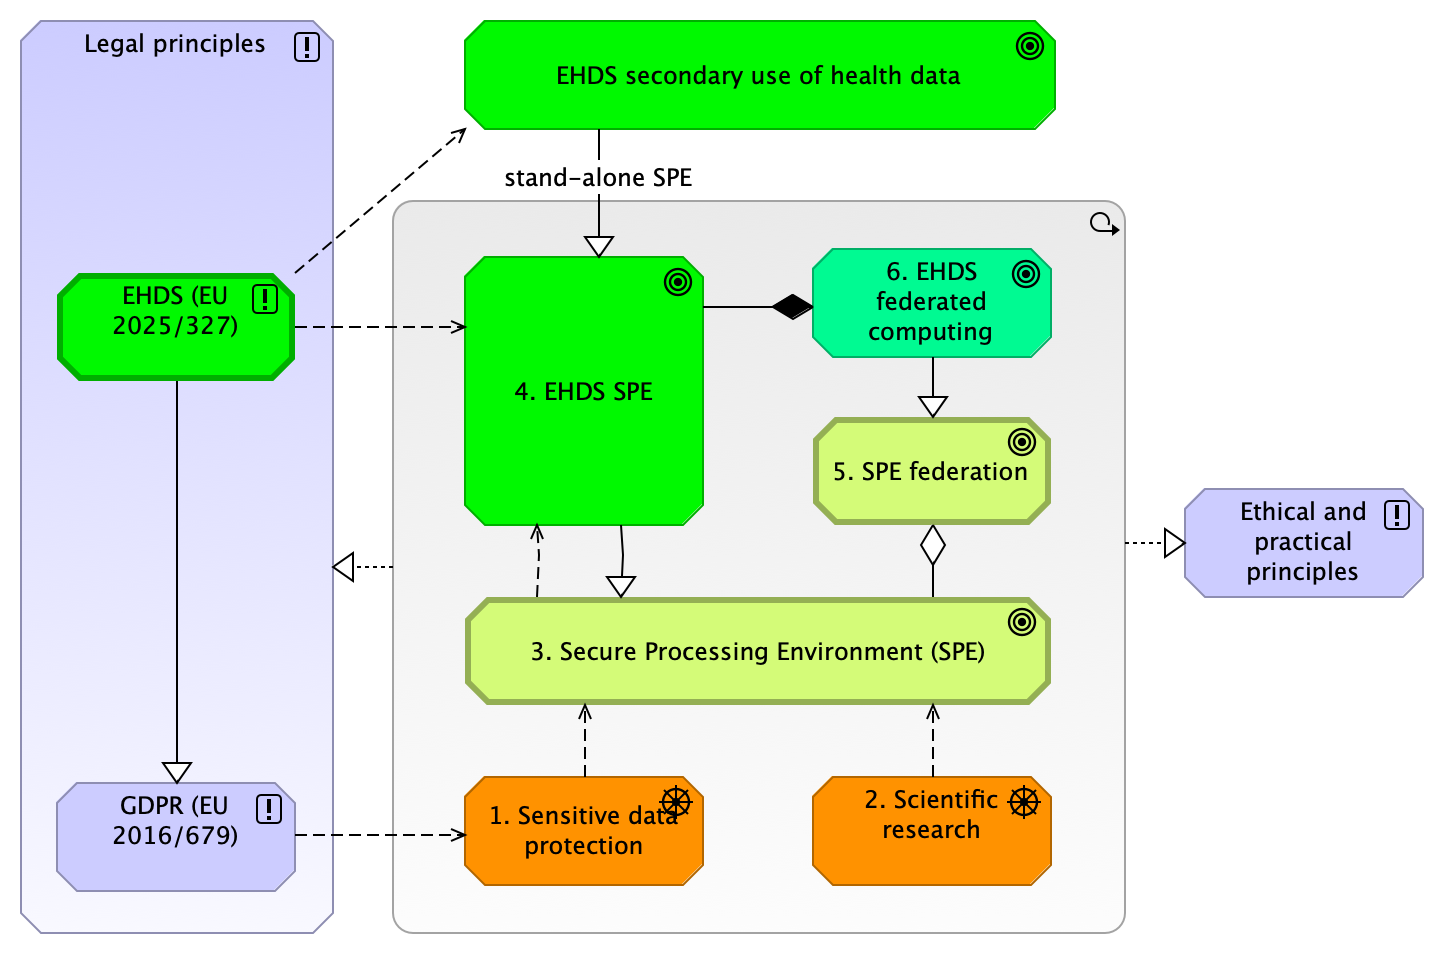 Legal principles
EHDS secondary use of health data
stand-alone SPE
EHDS (EU
2025/327)
4. EHDS SPE
6. EHDS
federated
computing
5. SPE federation
Ethical and
practical
principles
3. Secure Processing Environment (SPE)
GDPR (EU
2016/679)
1. Sensitive data
protection
2. Scientific
research